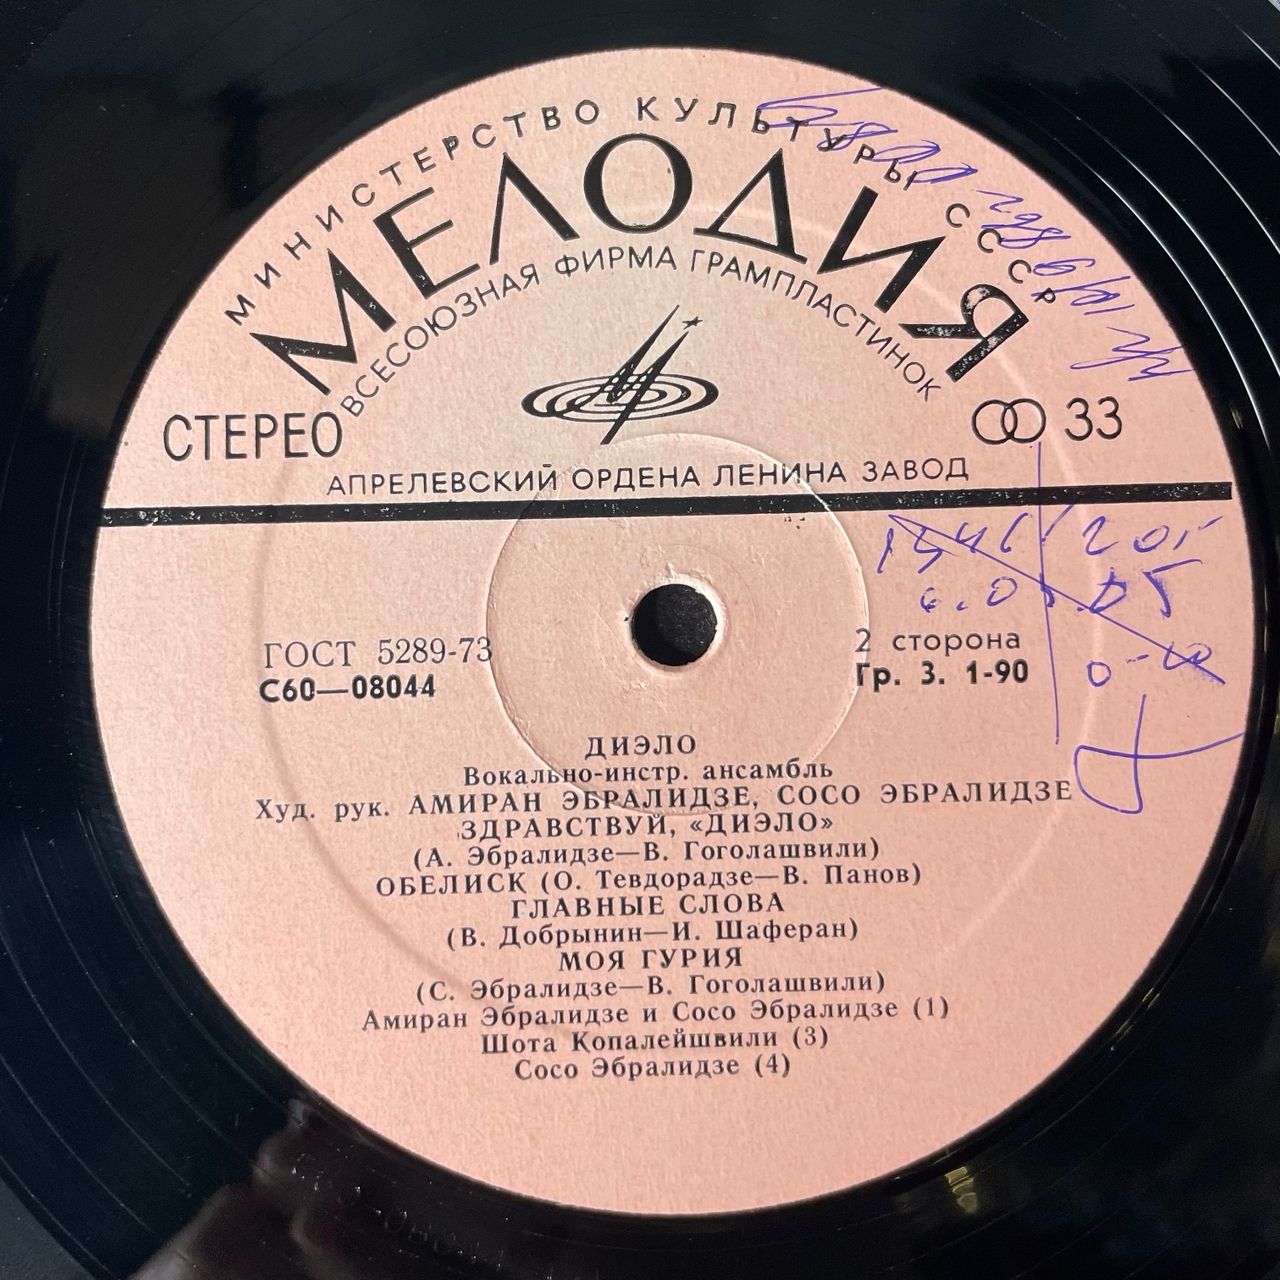 МИНИСТЕРСТВО КУЛЬТУРЫ СССР
МЕЛОДИЯ
ВСЕСОЮЗНАЯ ФИРМА ГРАМПЛАСТИНОК
СТЕРЕО
33
АПРЕЛЕВСКИЙ ОРДЕНА ЛЕНИНА ЗАВОД
ГОСТ 5289-73
С60—08044
2 сторона
Гр. 3. 1-90
ДИЭЛО
Вокально-инстр. ансамбль
Худ. рук. АМИРАН ЭБРАЛИДЗЕ, СОСО ЭБРАЛИДЗЕ
ЗДРАВСТВУЙ, «ДИЭЛО»
(А. Эбралидзе—В. Гоголашвили)
ОБЕЛИСК (О. Тевдорадзе—В. Панов)
ГЛАВНЫЕ СЛОВА
(В. Добрынин—И. Шаферан)
МОЯ ГУРИЯ
(С. Эбралидзе—В. Гоголашвили)
Амиран Эбралидзе и Сосо Эбралидзе (1)
Шота Копалейшвили (3)
Сосо Эбралидзе (4)